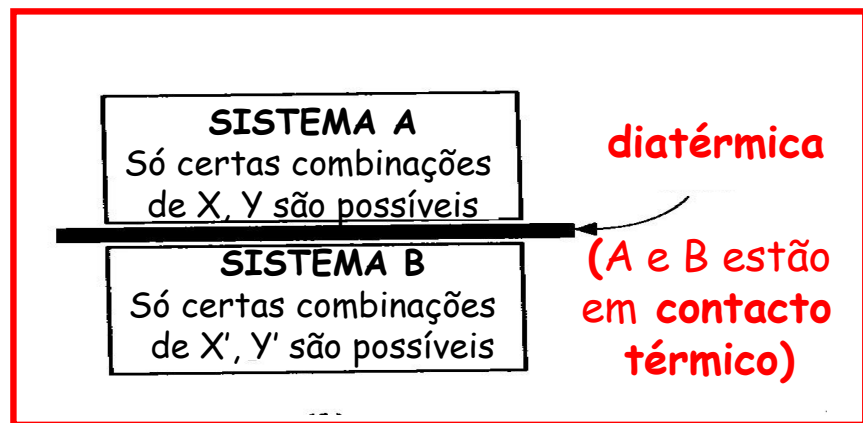 SISTEMA A
Só certas combinações
de X, Y são possíveis
SISTEMA B
Só certas combinações
de X’, Y’ são possíveis
diatérmica
(A e B estão
em contacto
térmico)